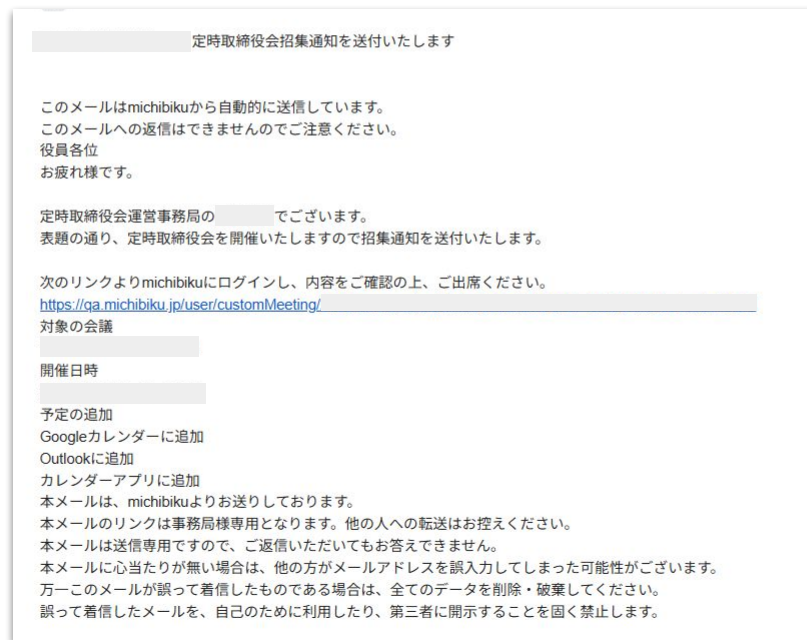 定時取締役会招集通知を送付いたします
このメールはmichibikuから自動的に送信しています。
このメールへの返信はできませんのでご注意ください。
役員各位
お疲れ様です。
定時取締役会運営事務局の でございます。
表題の通り、定時取締役会を開催いたしますので招集通知を送付いたします。
次のリンクよりmichibikuにログインし、内容をご確認の上、ご出席ください。
https://qa.michibiku.jp/user/customMeeting/
対象の会議
開催日時
予定の追加
Googleカレンダーに追加
Outlookに追加
カレンダーアプリに追加
本メールは、michibikuよりお送りしております。
本メールのリンクは事務局様専用となります。他の人への転送はお控えください。
本メールは送信専用ですので、ご返信いただいてもお答えできません。
本メールに心当たりが無い場合は、他の方がメールアドレスを誤入力してしまった可能性がございます。
万一このメールが誤って着信したものである場合は、全てのデータを削除・破棄してください。
誤って着信したメールを、自己のために利用したり、第三者に開示することを固く禁止します。